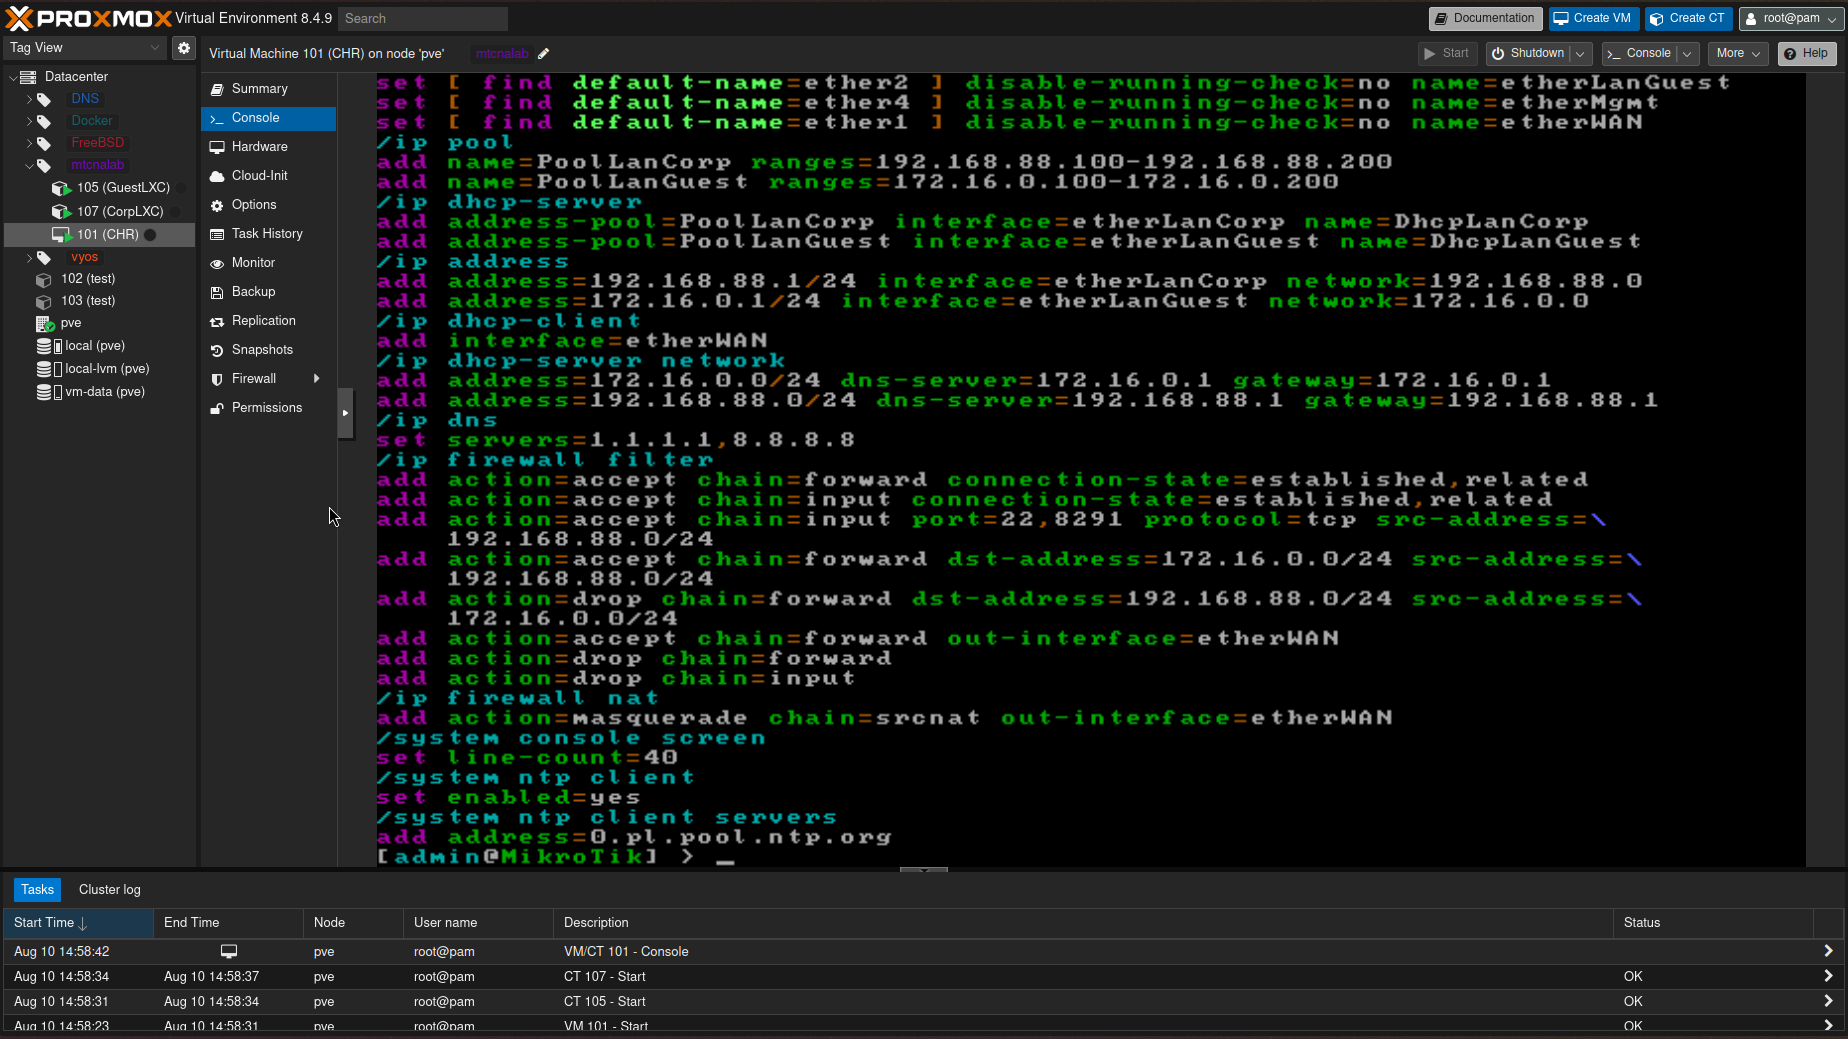 PROXMOX Virtual Environment 8.4.9 Search Documentation Create VM Create CT root@pam
Tag View
Virtual Machine 101 (CHR) on node 'pve' mtcnalab Start Shutdown Console More Help
Datacenter
DNS
Docker
FreeBSD
mtcnalab
105 (GuestLXC)
107 (CorpLXC)
101 (CHR)
vyos
102 (test)
103 (test)
pve
local (pve)
local-lvm (pve)
vm-data (pve)
Summary
Console
Hardware
Cloud-Init
Options
Task History
Monitor
Backup
Replication
Snapshots
Firewall
Permissions
set [ find default-name=ether2 ] disable-running-check=no name=etherLanGuest
set [ find default-name=ether4 ] disable-running-check=no name=etherMgmt
set [ find default-name=ether1 ] disable-running-check=no name=etherWAN
/ip pool
add name=PoolLanCorp ranges=192.168.88.100-192.168.88.200
add name=PoolLanGuest ranges=172.16.0.100-172.16.0.200
/ip dhcp-server
add address-pool=PoolLanCorp interface=etherLanCorp name=DhcpLanCorp
add address-pool=PoolLanGuest interface=etherLanGuest name=DhcpLanGuest
/ip address
add address=192.168.88.1/24 interface=etherLanCorp network=192.168.88.0
add address=172.16.0.1/24 interface=etherLanGuest network=172.16.0.0
/ip dhcp-client
add interface=etherWAN
/ip dhcp-server network
add address=172.16.0.0/24 dns-server=172.16.0.1 gateway=172.16.0.1
add address=192.168.88.0/24 dns-server=192.168.88.1 gateway=192.168.88.1
/ip dns
set servers=1.1.1.1,8.8.8.8
/ip firewall filter
add action=accept chain=forward connection-state=established,related
add action=accept chain=input connection-state=established,related
add action=accept chain=input port=22,8291 protocol=tcp src-address=\
192.168.88.0/24
add action=accept chain=forward dst-address=172.16.0.0/24 src-address=\
192.168.88.0/24
add action=drop chain=forward dst-address=192.168.88.0/24 src-address=\
172.16.0.0/24
add action=accept chain=forward out-interface=etherWAN
add action=drop chain=forward
add action=drop chain=input
/ip firewall nat
add action=masquerade chain=srcnat out-interface=etherWAN
/system console screen
set line-count=40
/system ntp client
set enabled=yes
/system ntp client servers
add address=0.pl.pool.ntp.org
[admin@MikroTik] > _
Tasks Cluster log
Start Time End Time Node User name Description Status
Aug 10 14:58:42 pve root@pam VM/CT 101 - Console
Aug 10 14:58:34 Aug 10 14:58:37 pve root@pam CT 107 - Start OK
Aug 10 14:58:31 Aug 10 14:58:34 pve root@pam CT 105 - Start OK
Aug 10 14:58:23 Aug 10 14:58:31 pve root@pam VM 101 - Start OK